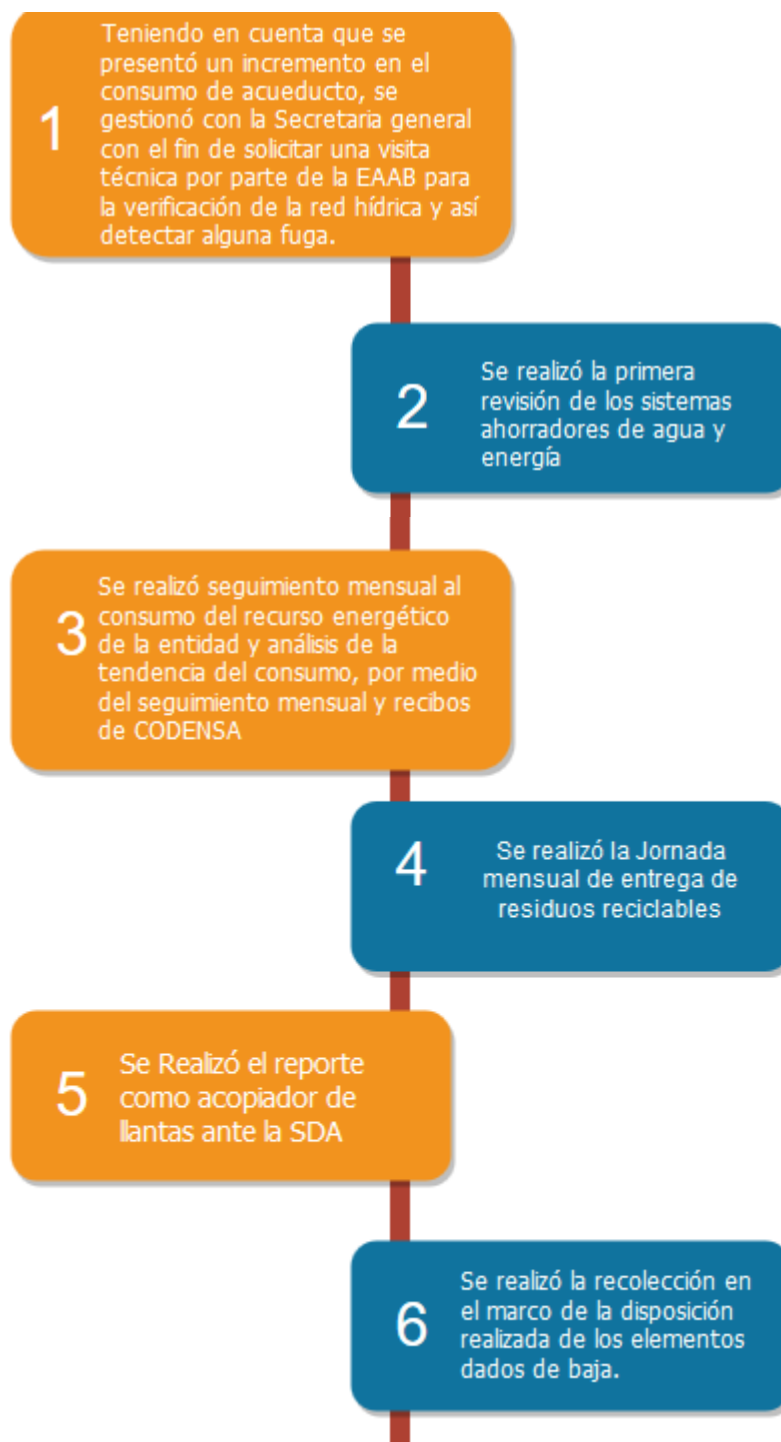 Teniendo en cuenta que se
presentó un incremento en el
consumo de acueducto, se
gestionó con la Secretaria general
con el fin de solicitar una visita
técnica por parte de la EAAB para
la verificación de la red hídrica y así
detectar alguna fuga.
1
2
Se realizó la primera
revisión de los sistemas
ahorradores de agua y
energía
3
Se realizó seguimiento mensual al
consumo del recurso energético
de la entidad y análisis de la
tendencia del consumo, por medio
del seguimiento mensual y recibos
de CODENSA
4
Se realizó la Jornada
mensual de entrega de
residuos reciclables
5
Se Realizó el reporte
como acopiador de
llantas ante la SDA
6
Se realizó la recolección en
el marco de la disposición
realizada de los elementos
dados de baja.